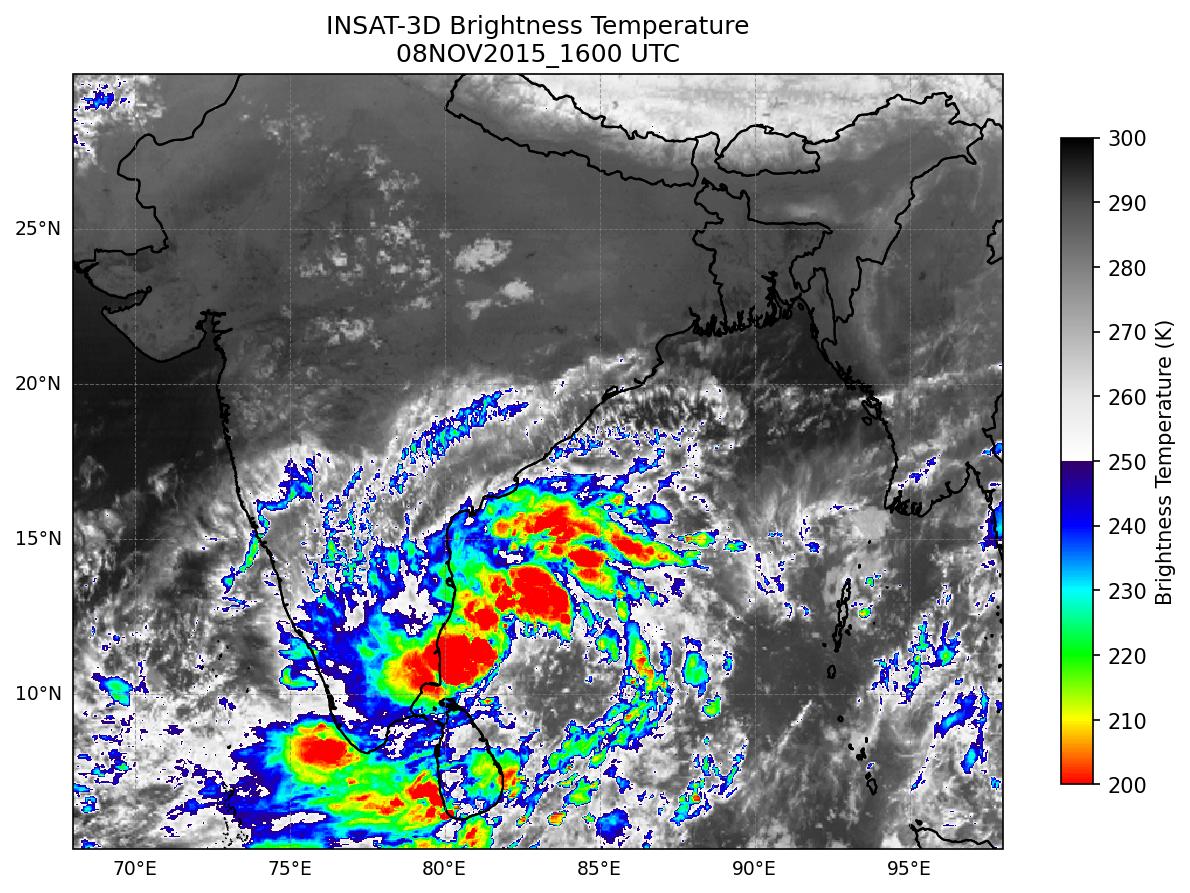 INSAT-3D Brightness Temperature
08NOV2015_1600 UTC
25°N
20°N
15°N
10°N
70°E
75°E
80°E
85°E
90°E
95°E
300
290
280
270
260
250
240
230
220
210
200
Brightness Temperature (K)